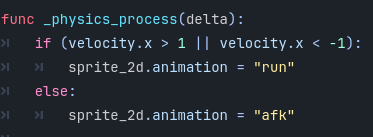 func _physics_process(delta):
if (velocity.x > 1 || velocity.x < -1):
sprite_2d.animation = "run"
else:
sprite_2d.animation = "afk"